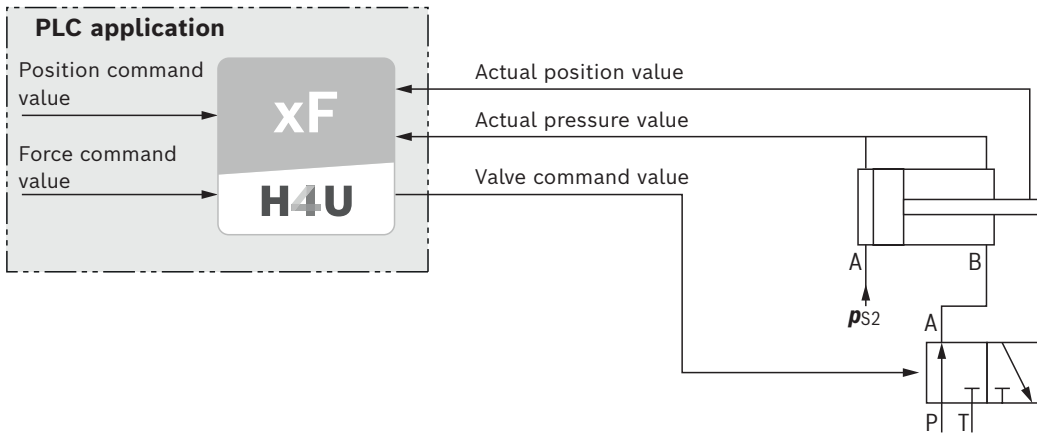 PLC application
Position command
value
Force command
value
xF
H4U
Actual position value
Actual pressure value
Valve command value
A
B
pS2
A
P
T